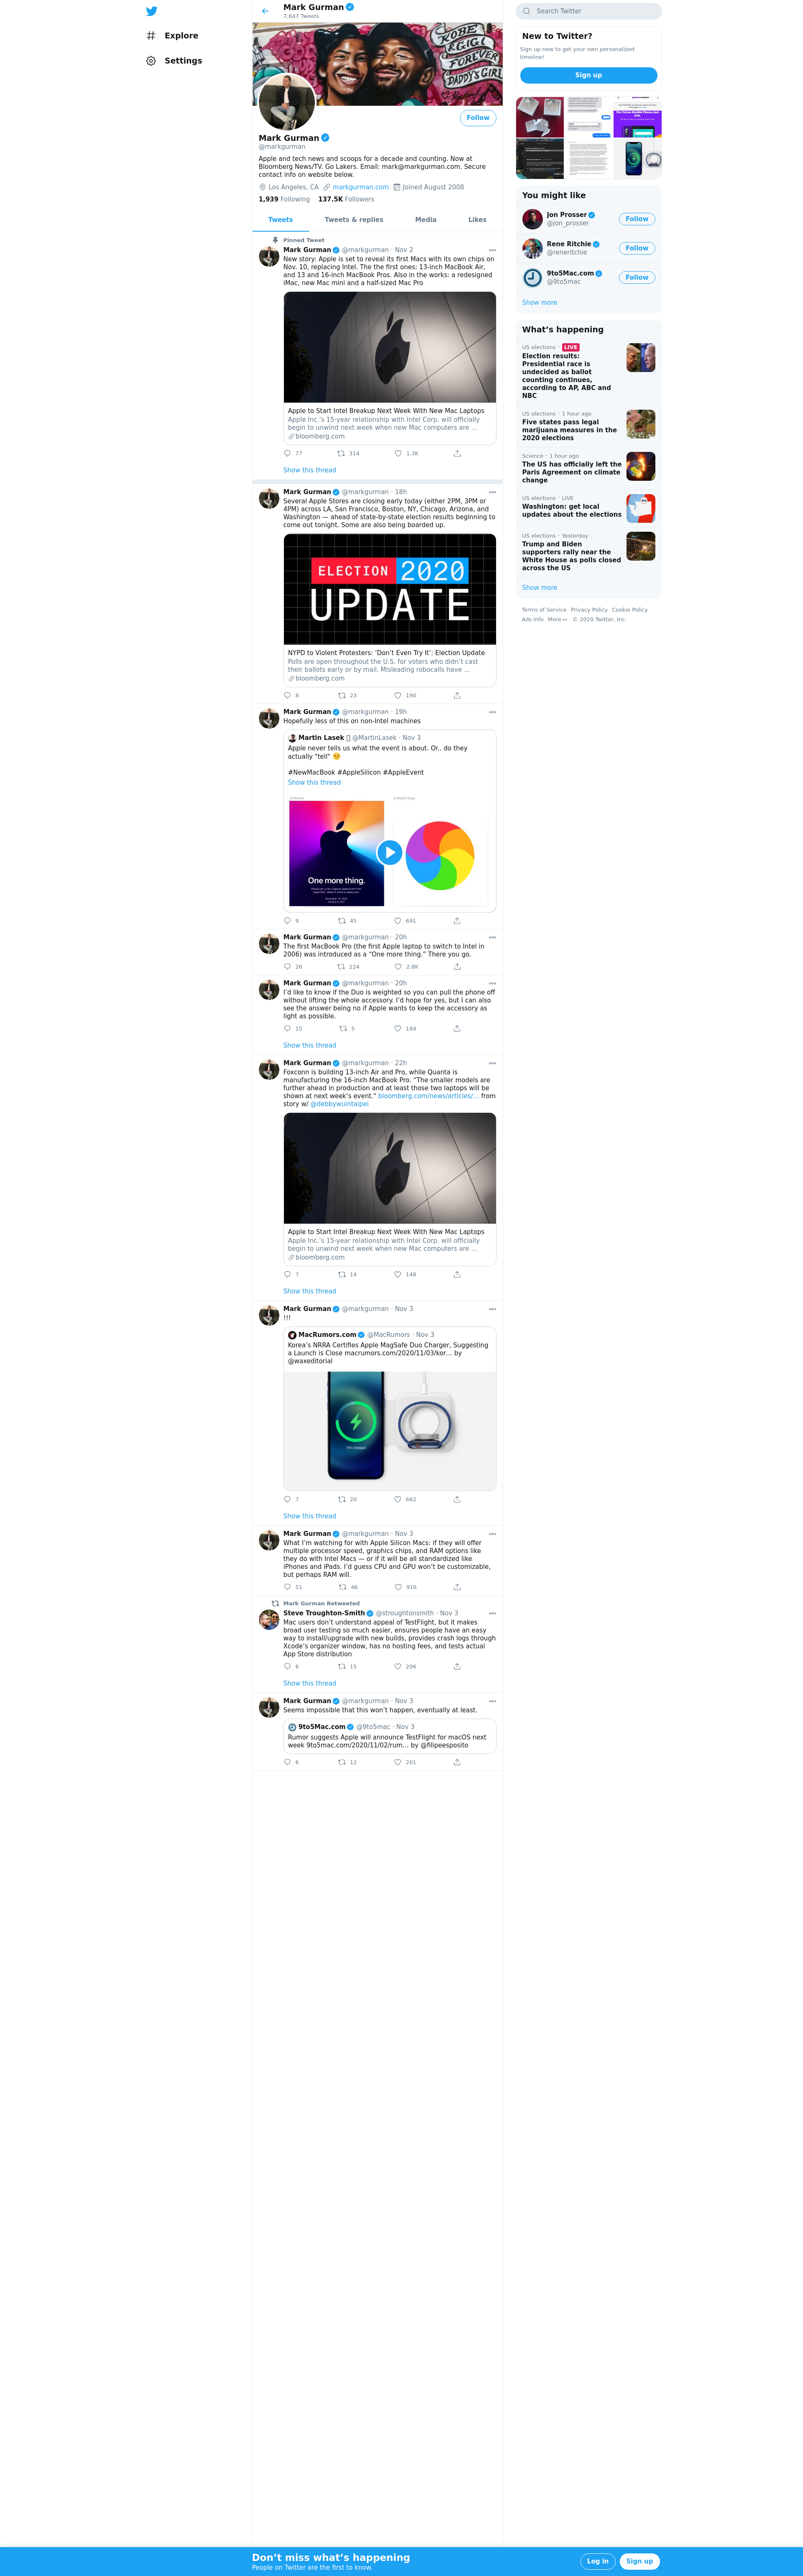 Explore
Settings
Mark Gurman
7,647 Tweets
KOBE
& GIGI
FOREVER
DADDY'S GIRL
Follow
Mark Gurman
@markgurman
Apple and tech news and scoops for a decade and counting. Now at
Bloomberg News/TV. Go Lakers. Email: mark@markgurman.com. Secure
contact info on website below.
Los Angeles, CA markgurman.com Joined August 2008
1,939 Following 137.5K Followers
Tweets Tweets & replies Media Likes
Pinned Tweet
Mark Gurman @markgurman · Nov 2
New story: Apple is set to reveal its first Macs with its own chips on
Nov. 10, replacing Intel. The the first ones: 13-inch MacBook Air,
and 13 and 16-inch MacBook Pros. Also in the works: a redesigned
iMac, new Mac mini and a half-sized Mac Pro
Apple to Start Intel Breakup Next Week With New Mac Laptops
Apple Inc.’s 15-year relationship with Intel Corp. will officially
begin to unwind next week when new Mac computers are ...
bloomberg.com
77 314 1.3K
Show this thread
Mark Gurman @markgurman · 18h
Several Apple Stores are closing early today (either 2PM, 3PM or
4PM) across LA, San Francisco, Boston, NY, Chicago, Arizona, and
Washington — ahead of state-by-state election results beginning to
come out tonight. Some are also being boarded up.
ELECTION 2020
UPDATE
NYPD to Violent Protesters: ‘Don’t Even Try It’: Election Update
Polls are open throughout the U.S. for voters who didn’t cast
their ballots early or by mail. Misleading robocalls have ...
bloomberg.com
8 23 190
Mark Gurman @markgurman · 19h
Hopefully less of this on non-Intel machines
Martin Lasek @MartinLasek · Nov 3
Apple never tells us what the event is about. Or.. do they
actually "tell" 🧐
#NewMacBook #AppleSilicon #AppleEvent
Show this thread
One more thing.
9 45 691
Mark Gurman @markgurman · 20h
The first MacBook Pro (the first Apple laptop to switch to Intel in
2006) was introduced as a “One more thing.” There you go.
26 224 2.8K
Mark Gurman @markgurman · 20h
I’d like to know if the Duo is weighted so you can pull the phone off
without lifting the whole accessory. I’d hope for yes, but I can also
see the answer being no if Apple wants to keep the accessory as
light as possible.
15 5 184
Show this thread
Mark Gurman @markgurman · 22h
Foxconn is building 13-inch Air and Pro, while Quanta is
manufacturing the 16-inch MacBook Pro. “The smaller models are
further ahead in production and at least those two laptops will be
shown at next week’s event.” bloomberg.com/news/articles/... from
story w/ @debbywuintaipei
Apple to Start Intel Breakup Next Week With New Mac Laptops
Apple Inc.’s 15-year relationship with Intel Corp. will officially
begin to unwind next week when new Mac computers are ...
bloomberg.com
7 14 148
Show this thread
Mark Gurman @markgurman · Nov 3
!!!
MacRumors.com @MacRumors · Nov 3
Korea’s NRRA Certifies Apple MagSafe Duo Charger, Suggesting
a Launch is Close macrumors.com/2020/11/03/kor... by
@waxeditorial
7 20 662
Show this thread
Mark Gurman @markgurman · Nov 3
What I’m watching for with Apple Silicon Macs: if they will offer
multiple processor speed, graphics chips, and RAM options like
they do with Intel Macs — or if it will be all standardized like
iPhones and iPads. I’d guess CPU and GPU won’t be customizable,
but perhaps RAM will.
51 46 916
Mark Gurman Retweeted
Steve Troughton-Smith @stroughtonsmith · Nov 3
Mac users don’t understand appeal of TestFlight, but it makes
broad user testing so much easier, ensures people have an easy
way to install/upgrade with new builds, provides crash logs through
Xcode’s organizer window, has no hosting fees, and tests actual
App Store distribution
6 15 206
Show this thread
Mark Gurman @markgurman · Nov 3
Seems impossible that this won’t happen, eventually at least.
9to5Mac.com @9to5mac · Nov 3
Rumor suggests Apple will announce TestFlight for macOS next
week 9to5mac.com/2020/11/02/rum... by @filipeesposito
6 12 201
Search Twitter
New to Twitter?
Sign up now to get your own personalized
timeline!
Sign up
You might like
Jon Prosser
@jon_prosser
Follow
Rene Ritchie
@reneritchie
Follow
9to5Mac.com
@9to5mac
Follow
Show more
What’s happening
US elections · LIVE
Election results:
Presidential race is
undecided as ballot
counting continues,
according to AP, ABC and
NBC
US elections · 1 hour ago
Five states pass legal
marijuana measures in the
2020 elections
Science · 1 hour ago
The US has officially left the
Paris Agreement on climate
change
US elections · LIVE
Washington: get local
updates about the elections
US elections · Yesterday
Trump and Biden
supporters rally near the
White House as polls closed
across the US
Show more
Terms of Service Privacy Policy Cookie Policy
Ads info More © 2020 Twitter, Inc.
Don’t miss what’s happening
People on Twitter are the first to know.
Log in
Sign up